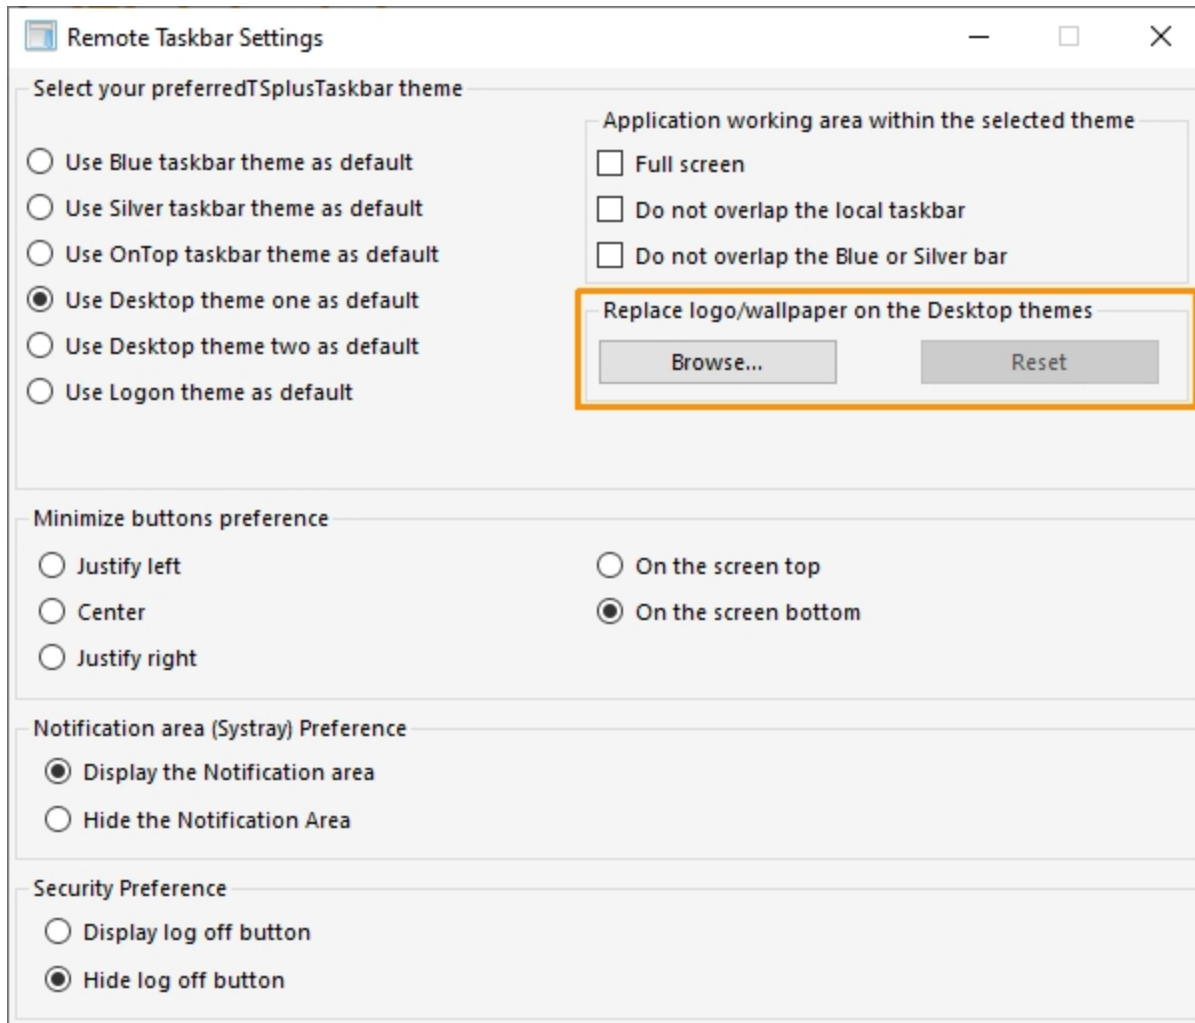 Remote Taskbar Settings
Select your preferredTSplusTaskbar theme
Use Blue taskbar theme as default
Use Silver taskbar theme as default
Use OnTop taskbar theme as default
Use Desktop theme one as default
Use Desktop theme two as default
Use Logon theme as default
Application working area within the selected theme
Full screen
Do not overlap the local taskbar
Do not overlap the Blue or Silver bar
Replace logo/wallpaper on the Desktop themes
Browse...
Reset
Minimize buttons preference
Justify left
Center
Justify right
On the screen top
On the screen bottom
Notification area (Systray) Preference
Display the Notification area
Hide the Notification Area
Security Preference
Display log off button
Hide log off button